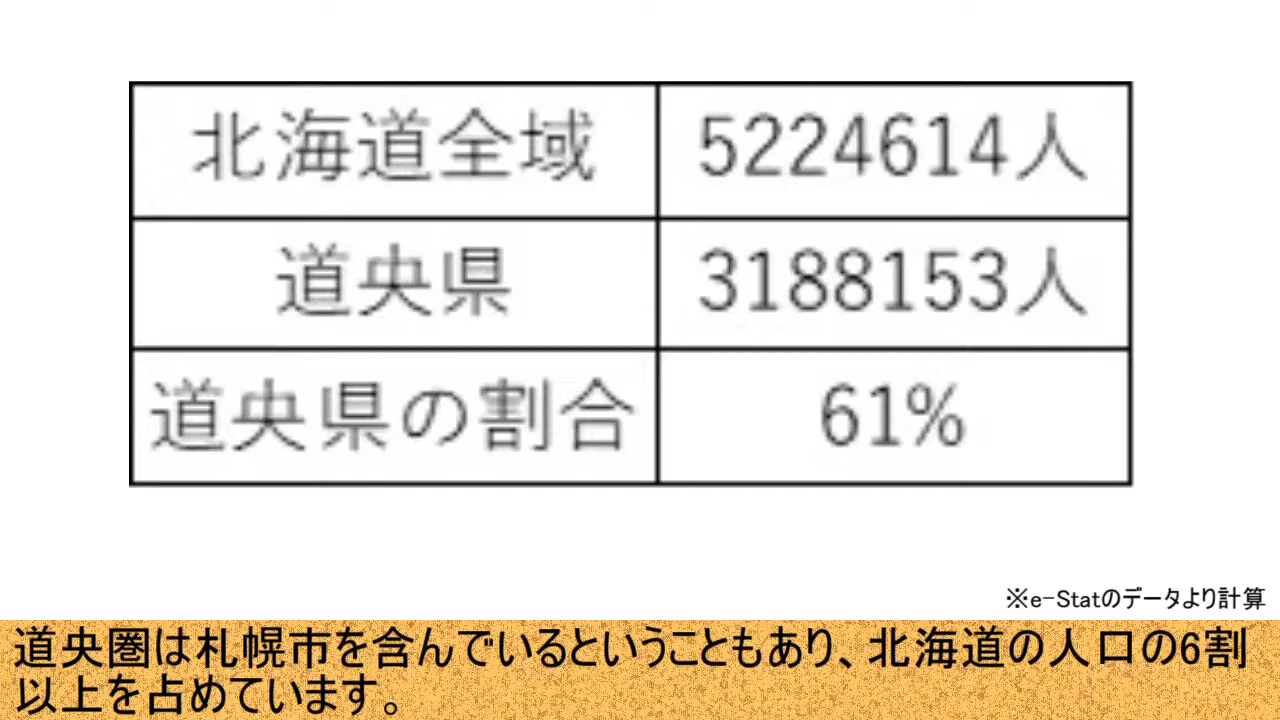 北海道全域 5224614人
道央県 3188153人
道央県の割合 61%
※e-Statのデータより計算
道央圏は札幌市を含んでいるということもあり、北海道の人口の6割
以上を占めています。